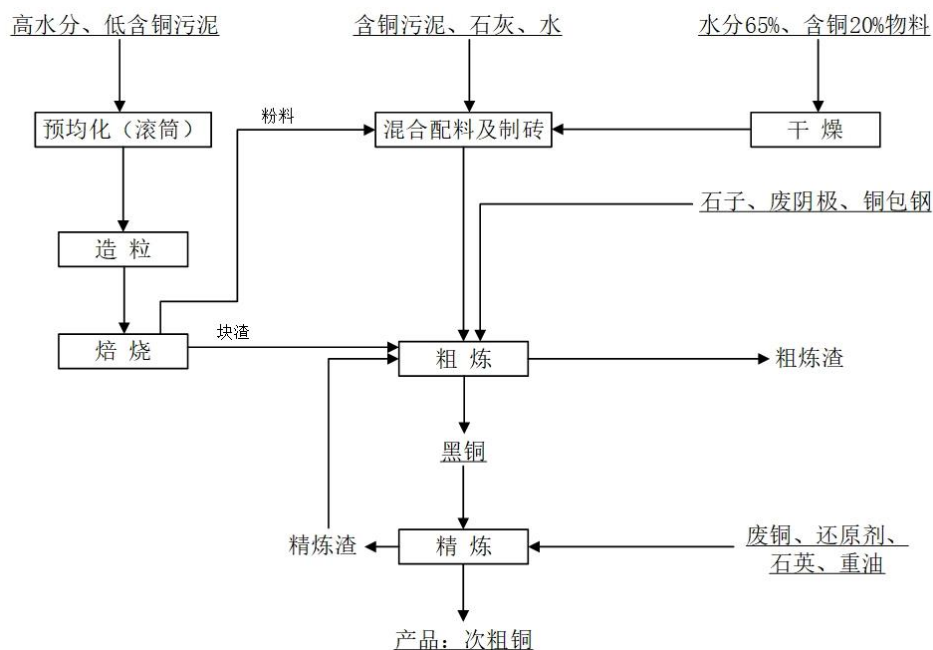 高水分、低含铜污泥
含铜污泥、石灰、水
水分65%、含铜20%物料
粉料
预均化（滚筒）
混合配料及制砖
干 燥
石子、废阴极、铜包钢
造 粒
块渣
焙 烧
粗 炼
粗炼渣
黑铜
精炼渣
精 炼
废铜、还原剂、
石英、重油
产品：次粗铜